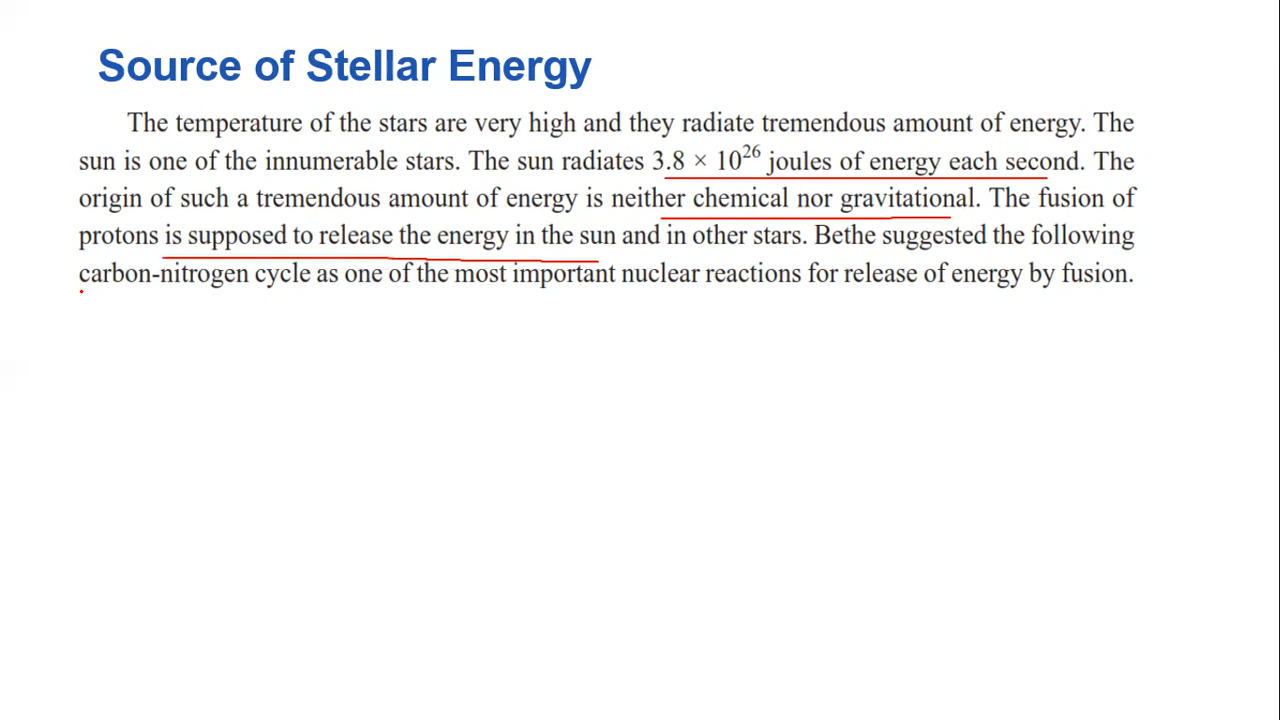 Source of Stellar Energy
The temperature of the stars are very high and they radiate tremendous amount of energy. The
sun is one of the innumerable stars. The sun radiates 3.8 × 10²⁶ joules of energy each second. The
origin of such a tremendous amount of energy is neither chemical nor gravitational. The fusion of
protons is supposed to release the energy in the sun and in other stars. Bethe suggested the following
carbon-nitrogen cycle as one of the most important nuclear reactions for release of energy by fusion.